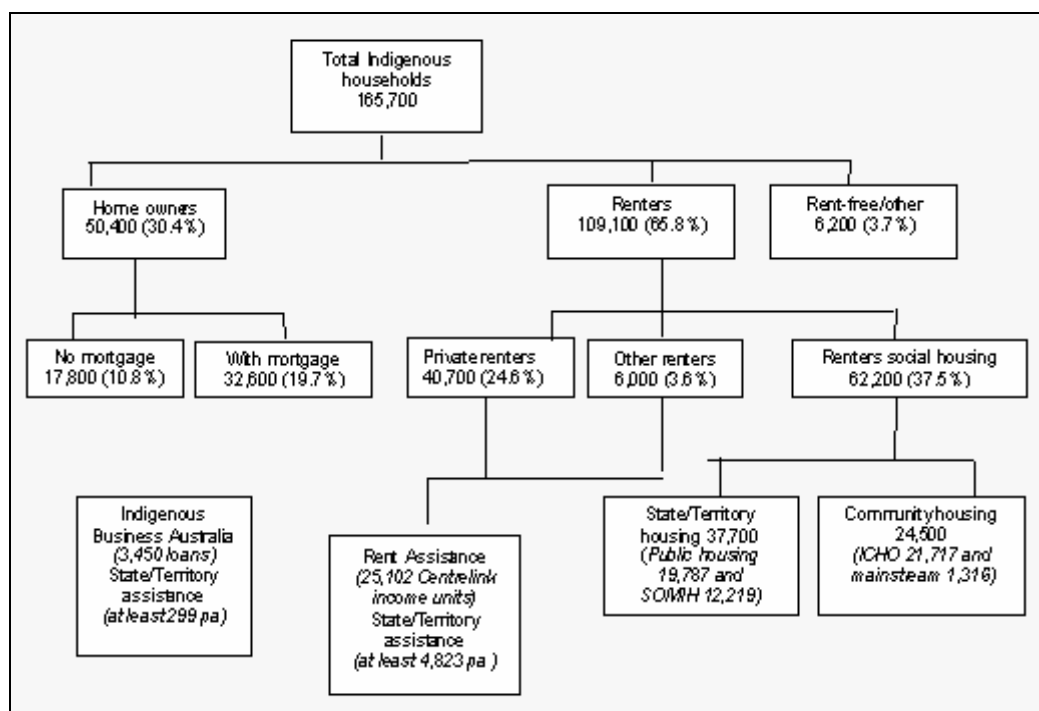 Total Indigenous
households
165,700
Home owners
50,400 (30.4%)
Renters
109,100 (65.8%)
Rent-free/other
6,200 (3.7%)
No mortgage
17,800 (10.8%)
With mortgage
32,600 (19.7%)
Private renters
40,700 (24.6%)
Other renters
6,000 (3.6%)
Renters social housing
62,200 (37.5%)
Indigenous
Business Australia
(3,450 loans)
State/Territory
assistance
(at least 299 pa)
Rent Assistance
(25,102 Centrelink
income units)
State/Territory
assistance
(at least 4,823 pa )
State/Territory
housing 37,700
(Public housing
19,787 and
SOMIH 12,219)
Community housing
24,500
(ICHO 21,717 and
mainstream 1,316)